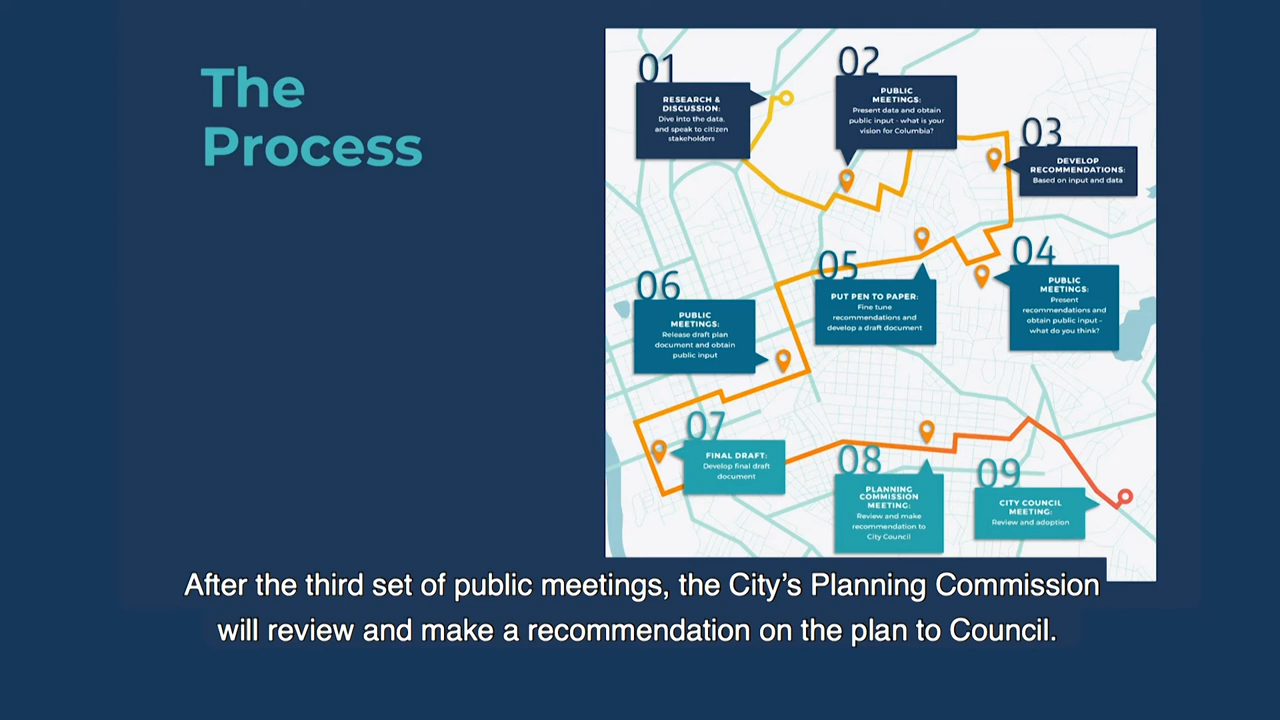 The
Process
01
RESEARCH &
DISCUSSION:
Dive into the data,
and speak to citizen
stakeholders
02
PUBLIC
MEETINGS:
Present data and obtain
public input - what is your
vision for Columbia?
03
DEVELOP
RECOMMENDATIONS:
Based on input and data
04
PUBLIC
MEETINGS:
Present
recommendations and
obtain public input -
what do you think?
05
PUT PEN TO PAPER:
Fine tune
recommendations and
develop a draft document
06
PUBLIC
MEETINGS:
Release draft plan
document and obtain
public input
07
FINAL DRAFT:
Develop final draft
document
08
PLANNING
COMMISSION
MEETING:
Review and make
recommendation to
City Council
09
CITY COUNCIL
MEETING:
Review and adoption
After the third set of public meetings, the City’s Planning Commission
will review and make a recommendation on the plan to Council.